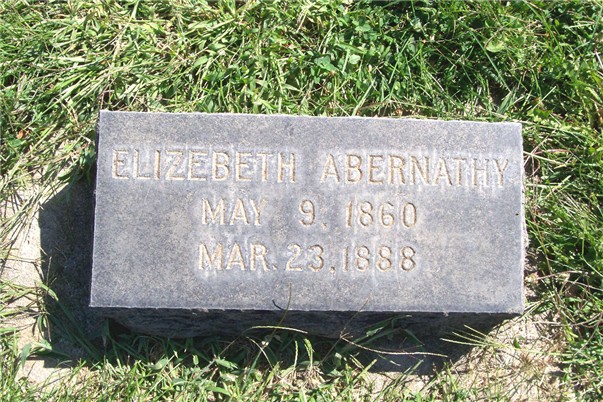 ELIZEBETH ABERNATHY
MAY 9, 1860
MAR. 23, 1888